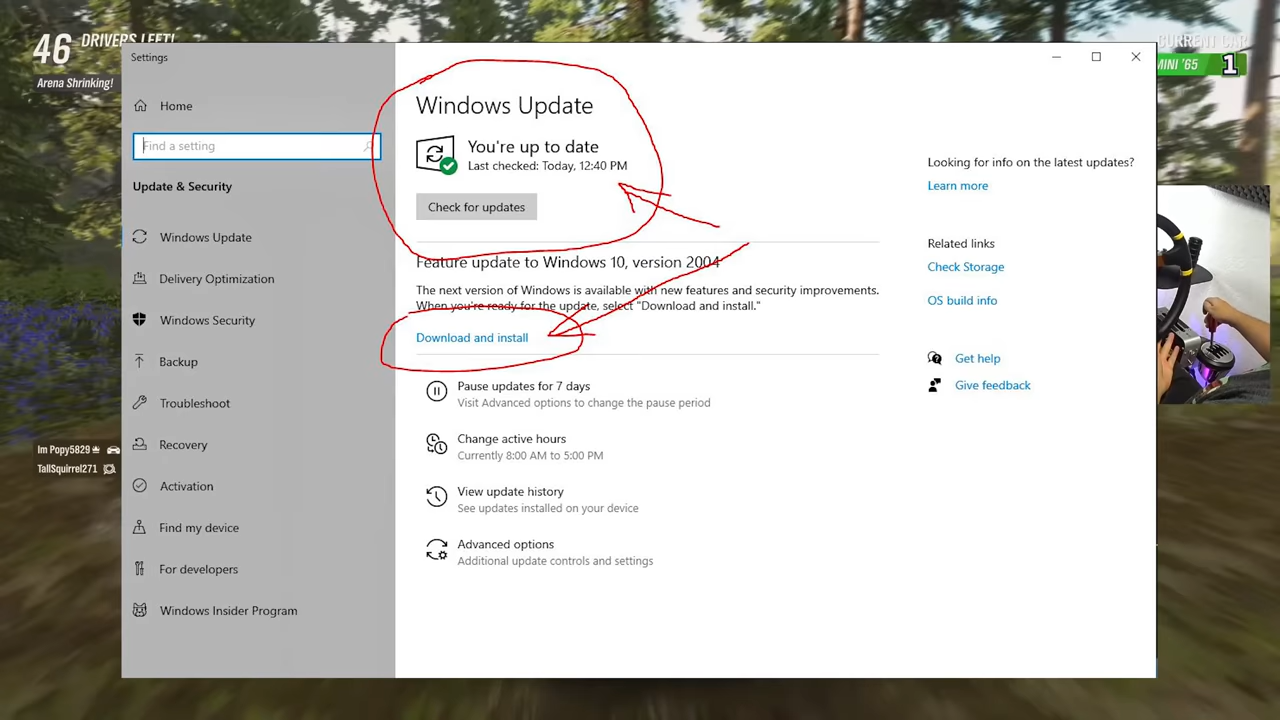 46 DRIVERS LEFT!
Arena Shrinking!
CURRENT CAR
MINI '65 1
Settings
Home
Find a setting
Update & Security
Windows Update
Delivery Optimization
Windows Security
Backup
Troubleshoot
Recovery
Activation
Find my device
For developers
Windows Insider Program
Windows Update
You're up to date
Last checked: Today, 12:40 PM
Check for updates
Feature update to Windows 10, version 2004
The next version of Windows is available with new features and security improvements.
When you're ready for the update, select "Download and install."
Download and install
Pause updates for 7 days
Visit Advanced options to change the pause period
Change active hours
Currently 8:00 AM to 5:00 PM
View update history
See updates installed on your device
Advanced options
Additional update controls and settings
Looking for info on the latest updates?
Learn more
Related links
Check Storage
OS build info
Get help
Give feedback
Im Popy5829
TallSquirrel271